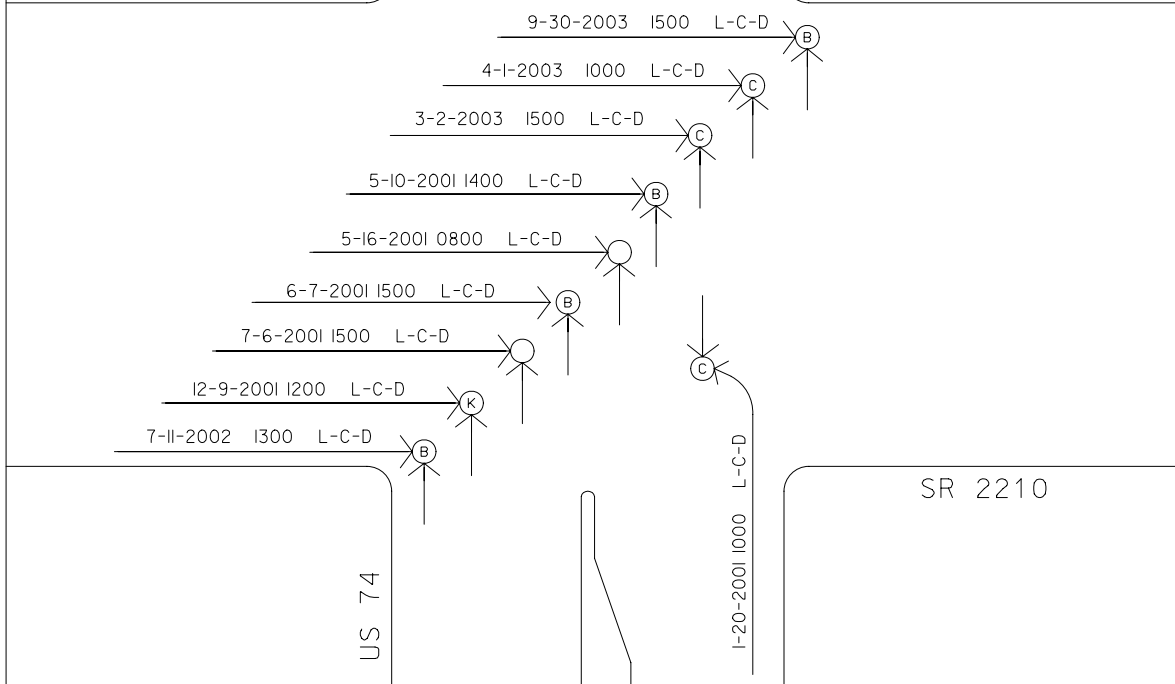 9-30-2003 1500 L-C-D
B
4-1-2003 1000 L-C-D
C
3-2-2003 1500 L-C-D
C
5-10-2001 1400 L-C-D
B
5-16-2001 0800 L-C-D
6-7-2001 1500 L-C-D
B
7-6-2001 1500 L-C-D
C
12-9-2001 1200 L-C-D
K
7-11-2002 1300 L-C-D
B
1-20-2001 1000 L-C-D
SR 2210
US 74